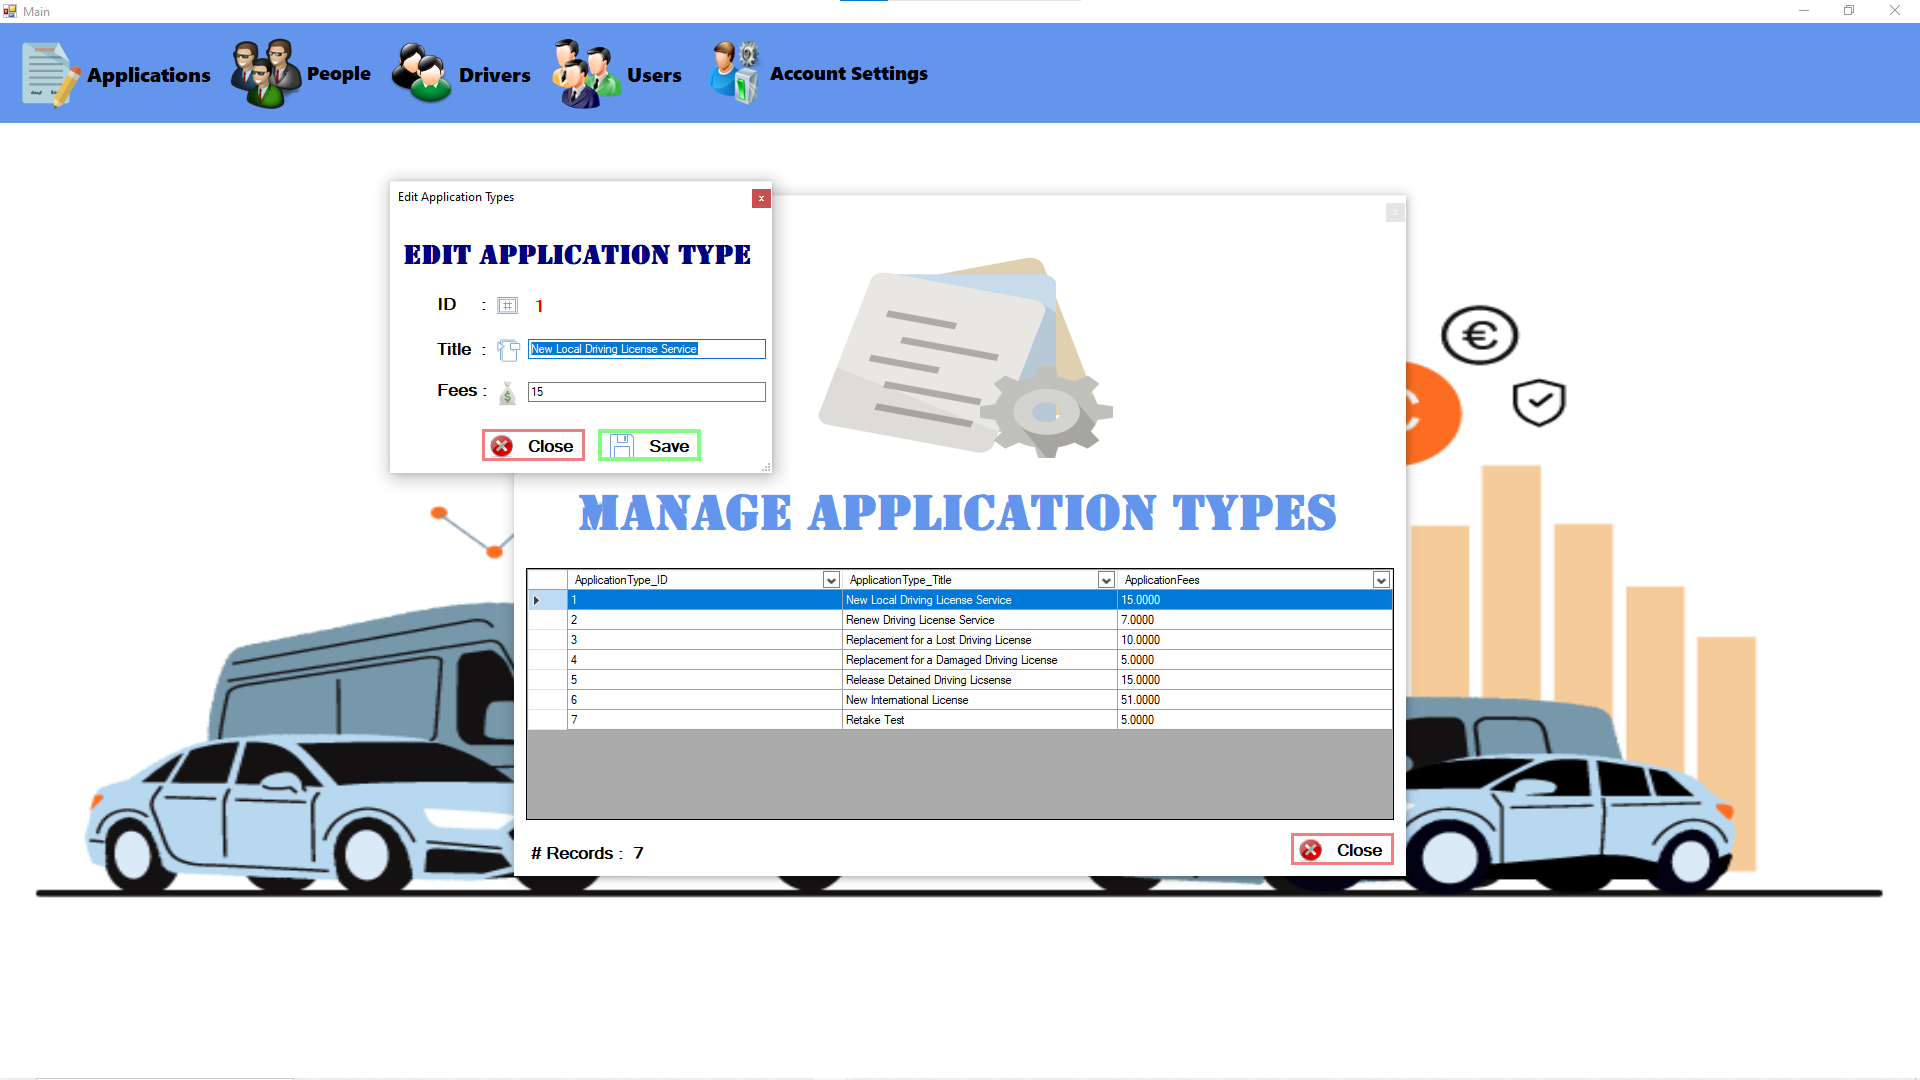 Main
Applications
People
Drivers
Users
Account Settings
Edit Application Types
x
EDIT APPLICATION TYPE
ID : # 1
Title : New Local Driving License Service
Fees : $ 15
Close
Save
€
MANAGE APPLICATION TYPES
ApplicationType_ID ApplicationType_Title ApplicationFees
1 New Local Driving License Service 15.0000
2 Renew Driving License Service 7.0000
3 Replacement for a Lost Driving License 10.0000
4 Replacement for a Damaged Driving License 5.0000
5 Release Detained Driving Licsense 15.0000
6 New International License 51.0000
7 Retake Test 5.0000
# Records : 7
Close